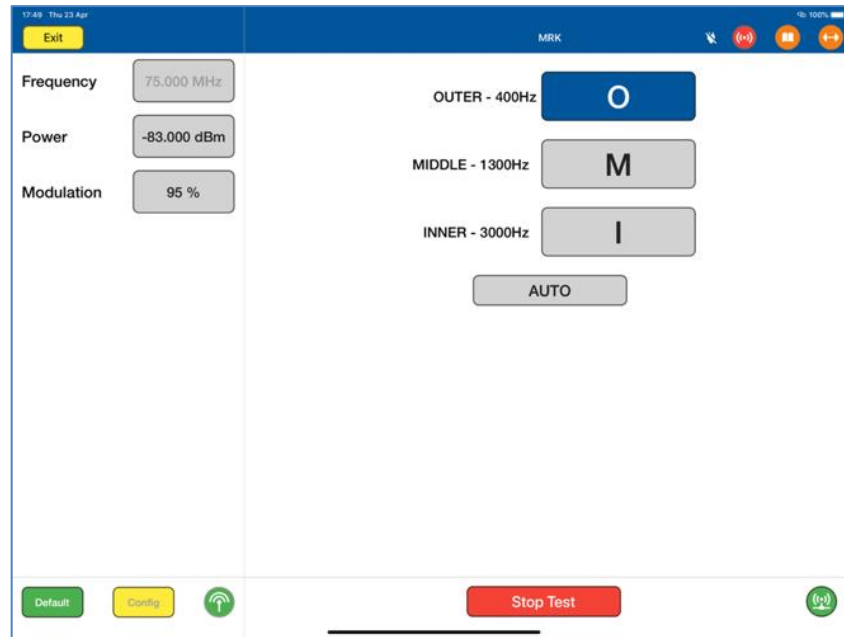 17:49 Thu 23 Apr
100%
Exit
MRK
Frequency
75.000 MHz
Power
-83.000 dBm
Modulation
95 %
OUTER - 400Hz
O
MIDDLE - 1300Hz
M
INNER - 3000Hz
I
AUTO
Default
Config
Stop Test